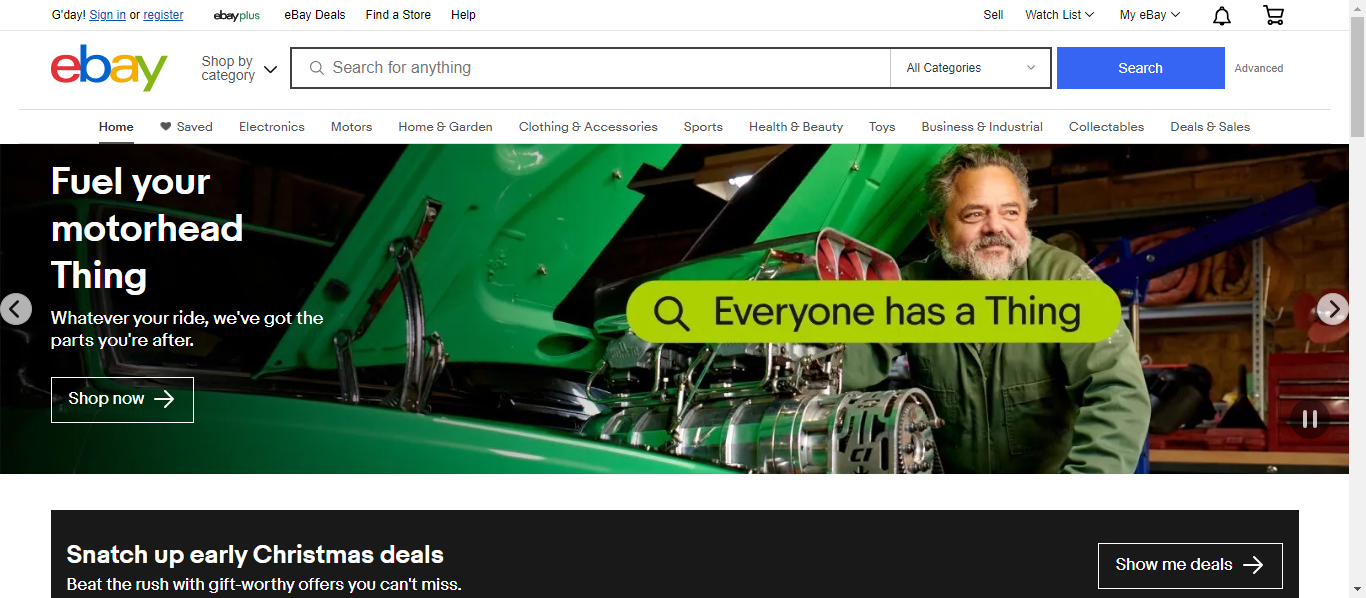 G'day! Sign in or register
ebayplus
eBay Deals
Find a Store
Help
Sell
Watch List
My eBay
ebay
Shop by
category
Search for anything
All Categories
Search
Advanced
Home
Saved
Electronics
Motors
Home & Garden
Clothing & Accessories
Sports
Health & Beauty
Toys
Business & Industrial
Collectables
Deals & Sales
Fuel your
motorhead
Thing
Whatever your ride, we've got the
parts you're after.
Shop now
Everyone has a Thing
Snatch up early Christmas deals
Beat the rush with gift-worthy offers you can't miss.
Show me deals